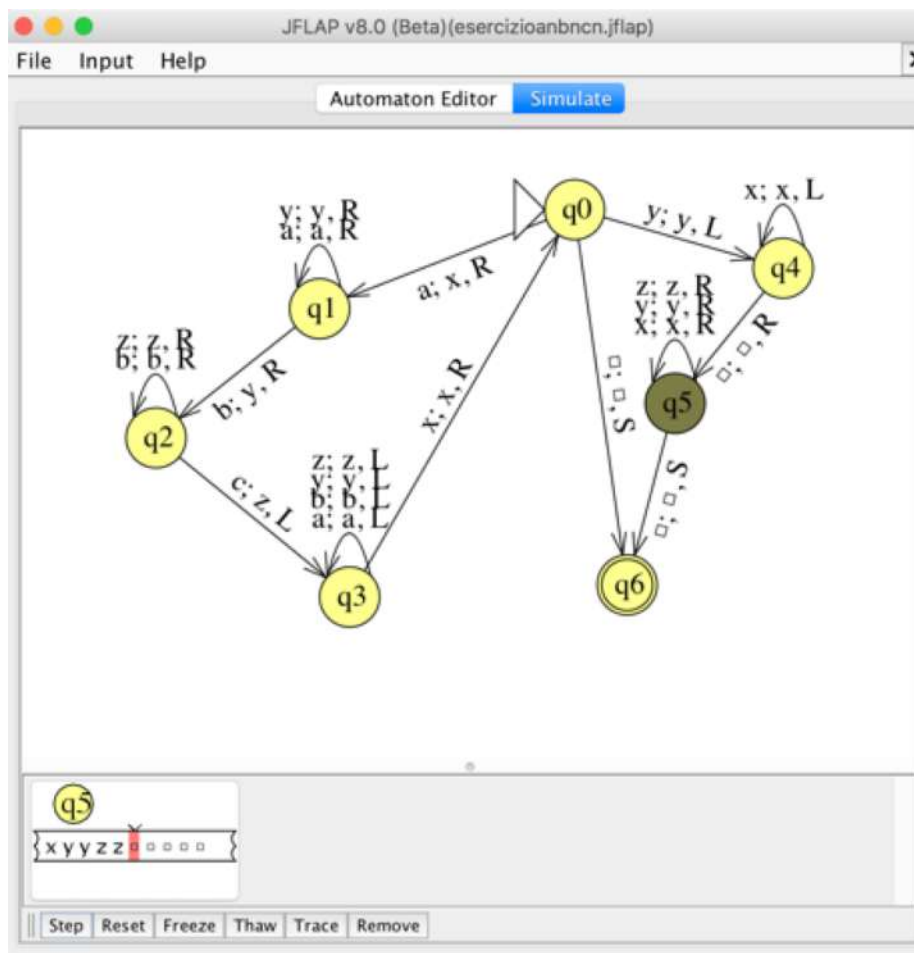 JFLAP v8.0 (Beta)(esercizioanbncn.jflap)
File Input Help
Automaton Editor Simulate
q0
x; x, L
y; y, R
a; a, R
y; y, L
q4
a; x, R
q1
z; z, R
y; y, R
x; x, R
z; z, R
b; b, R
b; y, R
x; x, R
□; □, S
□; □, R
q5
q2
c; z, L
z; z, L
y; y, L
b; b, L
a; a, L
□; □, S
q3
q6
q5
x y y z z □ □ □ □ □
Step Reset Freeze Thaw Trace Remove